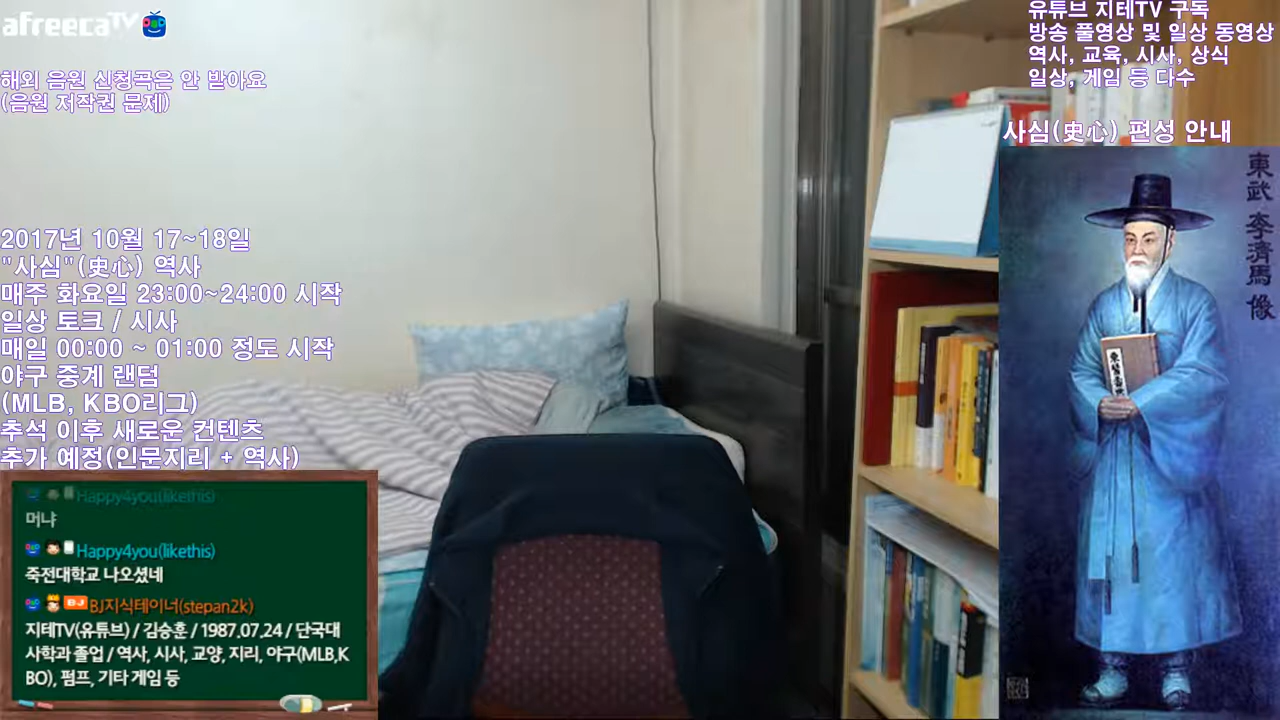 afreecaTV
해외 음원 신청곡은 안 받아요
(음원 저작권 문제)
2017년 10월 17~18일
"사심"(史心) 역사
매주 화요일 23:00~24:00 시작
일상 토크 / 시사
매일 00:00 ~ 01:00 정도 시작
야구 중계 랜덤
(MLB, KBO리그)
추석 이후 새로운 컨텐츠
추가 예정(인문지리 + 역사)
Happy4you(likethis)
머냐
Happy4you(likethis)
죽전대학교 나오셨네
BJ BJ지식테이너(stepan2k)
지테TV(유튜브) / 김승훈 / 1987.07.24 / 단국대
사학과 졸업 / 역사, 시사, 교양, 지리, 야구(MLB,K
BO), 펌프, 기타 게임 등
유튜브 지테TV 구독
방송 풀영상 및 일상 동영상
역사, 교육, 시사, 상식
일상, 게임 등 다수
사심(史心) 편성 안내
東武 李濟馬 像